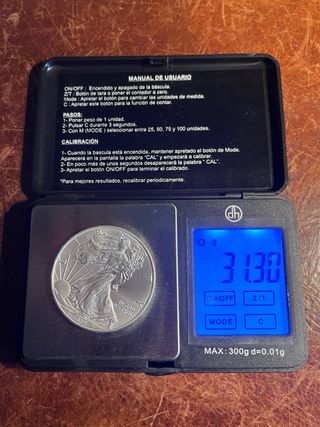 MANUAL DE USUARIO
ON/OFF : Encendido y apagado de la báscula.
Z/T : Botón de tara o poner el contador a zero.
Mode : Apretar el botón para cambiar les unidades de medida.
C : Apretar este botón para la función de contar.
PASOS:
1- Poner peso de 1 unidad.
2- Pulsar C durante 3 segundos.
3- Con M (MODE ) seleccionar entre 25, 50, 75 y 100 unidades.
CALIBRACIÓN
1- Cuando la bascula está encendida, mantener apretado el botón de Mode.
Aparecerá en la pantalla la palabra "CAL" y empezará a calibrar.
2- En poco más de unos segundos desaparecerá la palabra " CAL".
3- Apretar el botón ON/OFF para terminar el calibrado.
*Para mejores resultados, recalibrar periodicamente.
dh
g
31.30
ON/OFF
Z/T
MODE
C
MAX: 300g d=0.01g